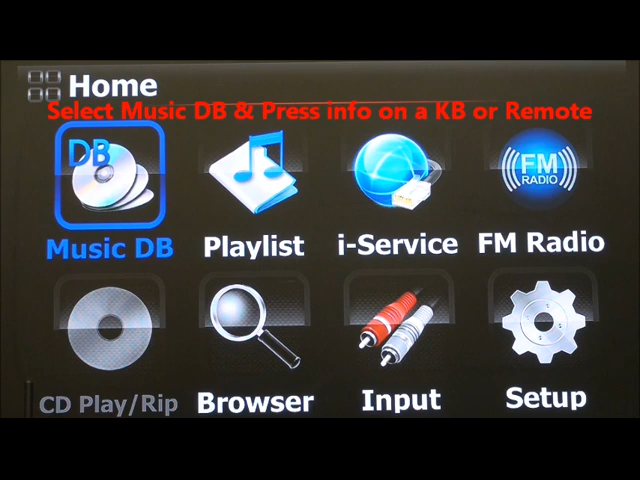 Home
Select Music DB & Press info on a KB or Remote
DB
FM
RADIO
Music DB Playlist i-Service FM Radio
CD Play/Rip Browser Input Setup